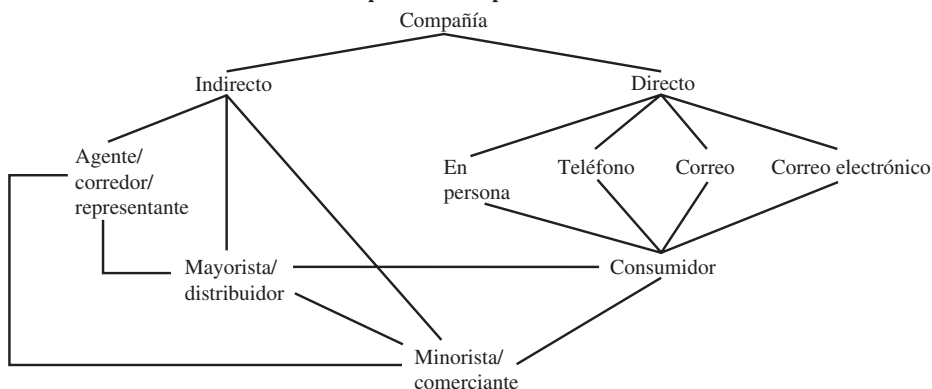 Compañía
Indirecto
Directo
Agente/
corredor/
representante
En
persona
Teléfono
Correo
Correo electrónico
Mayorista/
distribuidor
Consumidor
Minorista/
comerciante